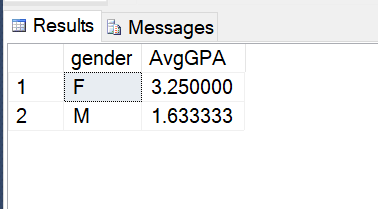 Results Messages
gender AvgGPA
1 F 3.250000
2 M 1.633333